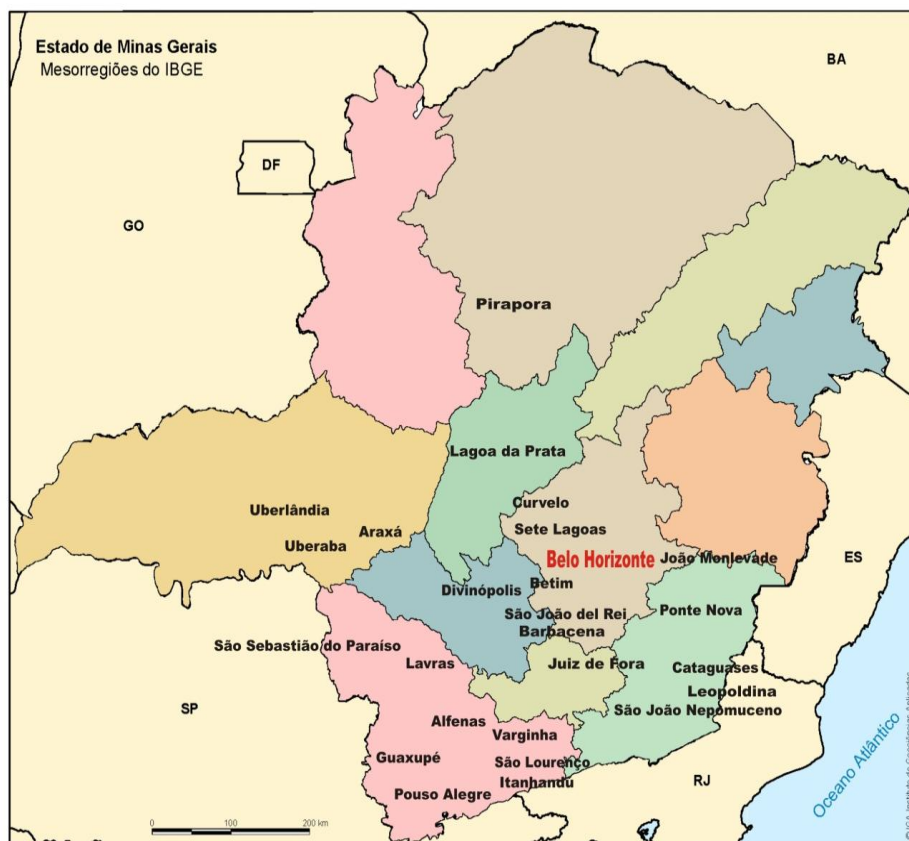 Estado de Minas Gerais
Mesorregiões do IBGE
BA
DF
GO
Pirapora
Lagoa da Prata
Curvelo
Uberlândia
Araxá
Sete Lagoas
Uberaba
Belo Horizonte
João Monlevade
ES
Betim
Divinópolis
São João del Rei
Ponte Nova
Barbacena
São Sebastião do Paraíso
Lavras
Juiz de Fora
Cataguases
Leopoldina
SP
São João Nepomuceno
Alfenas
Varginha
Guaxupé
São Lourenço
Itanhandu
RJ
Pouso Alegre
Oceano Atlântico
0 100 200 km